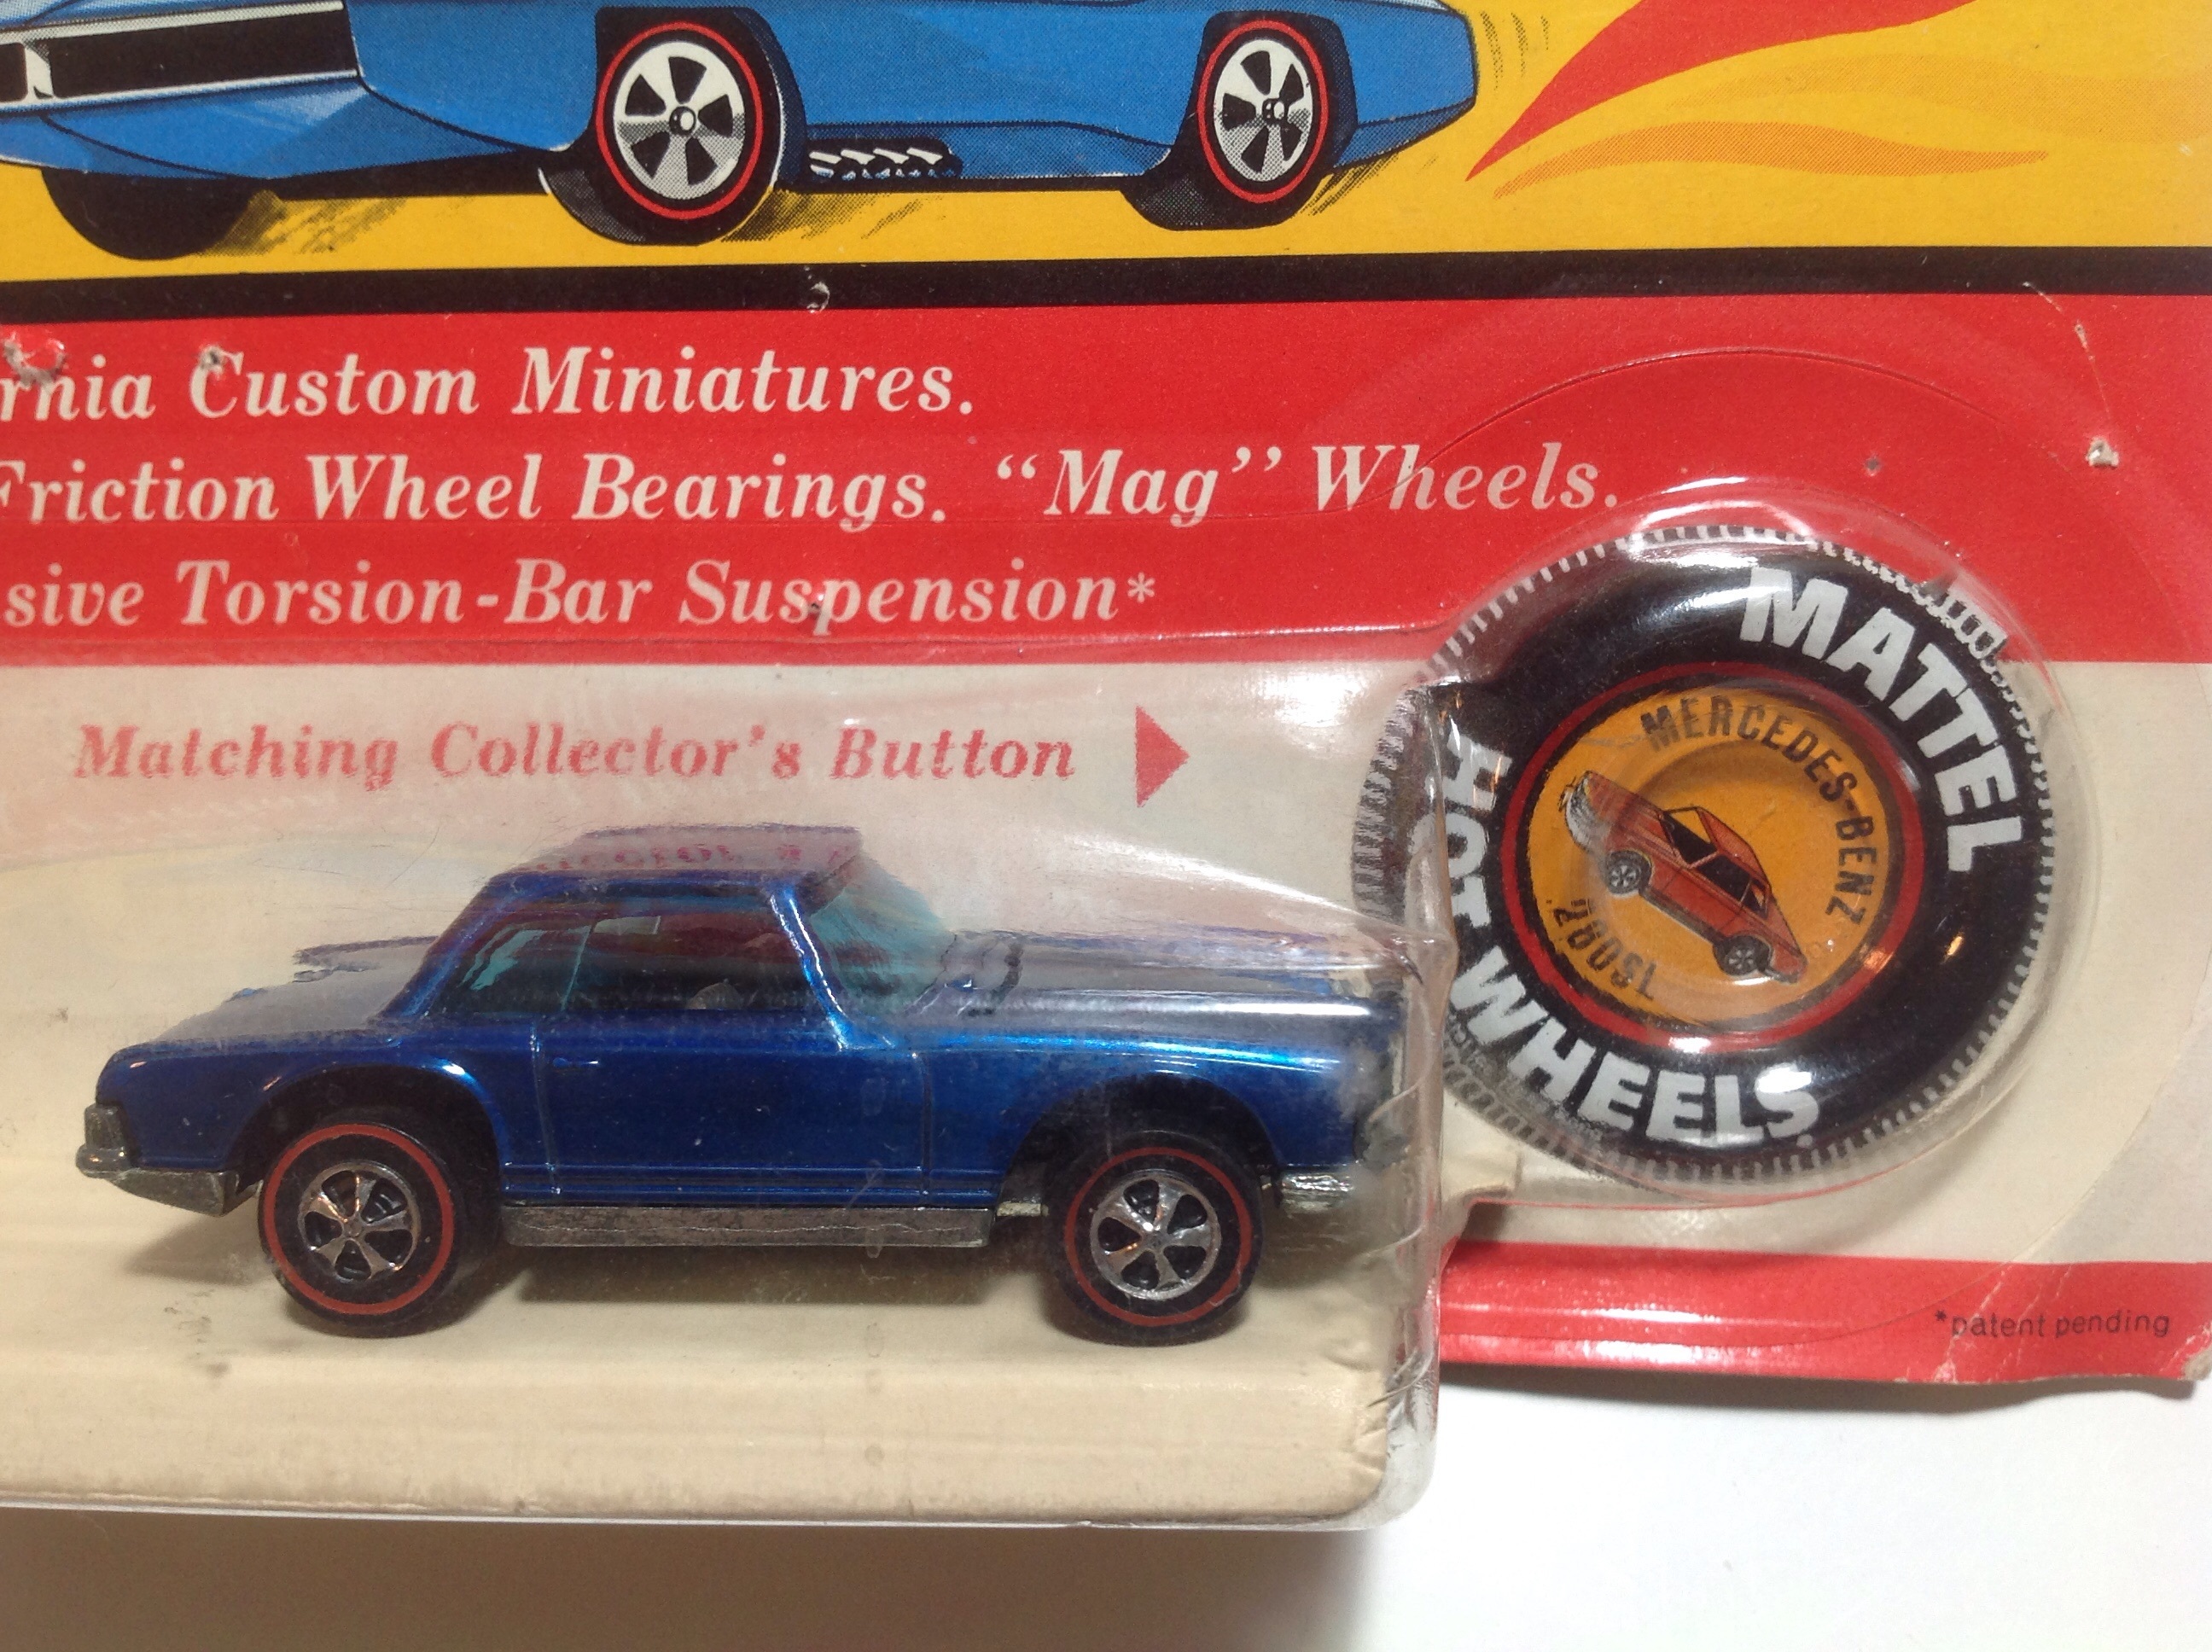 rnia Custom Miniatures.
Friction Wheel Bearings. “Mag” Wheels.
sive Torsion-Bar Suspension*
Matching Collector's Button
MATTEL
HOT WHEELS
MERCEDES-BENZ
280SL
*patent pending